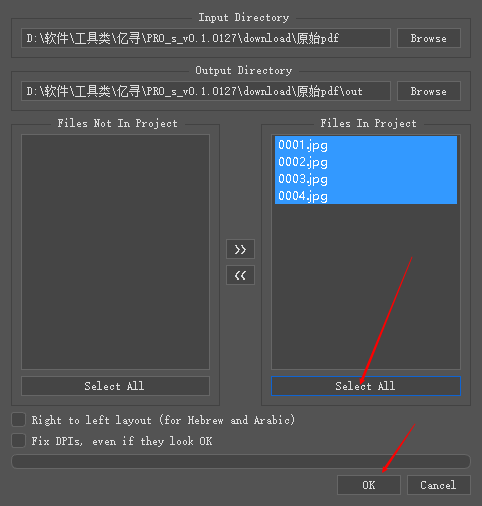 Input Directory
D:\软件\工具类\亿寻\PRO_s_v0.1.0127\download\原始pdf
Browse
Output Directory
D:\软件\工具类\亿寻\PRO_s_v0.1.0127\download\原始pdf\out
Browse
Files Not In Project
Files In Project
0001.jpg
0002.jpg
0003.jpg
0004.jpg
>>
<<
Select All
Select All
Right to left layout (for Hebrew and Arabic)
Fix DPIs, even if they look OK
OK
Cancel